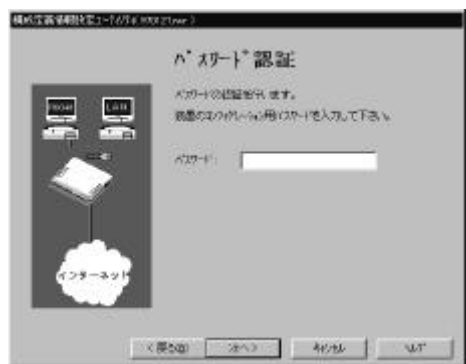 ﾊﾟｽﾜｰﾄﾞ認証
ﾊﾟｽﾜｰﾄﾞの認証を行います。
装置のｺﾝﾌｨｸﾞﾚｰｼｮﾝ用ﾊﾟｽﾜｰﾄﾞを入力して下さい。
LAN
ﾊﾟｽﾜｰﾄﾞ:
インターネット
< 戻る(B)
次へ >
ｷｬﾝｾﾙ
ﾍﾙﾌﾟ